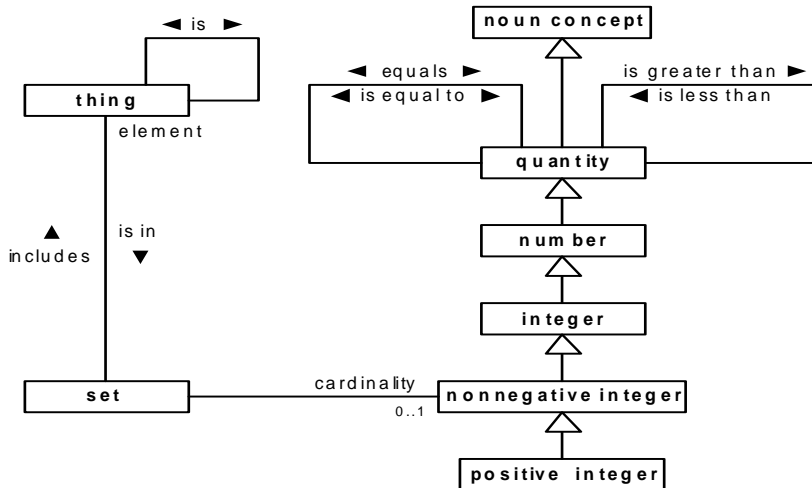 is
noun concept
equals
is greater than
is equal to
is less than
thing
element
quantity
is in
includes
number
integer
cardinality
set
nonnegative integer
0..1
positive integer